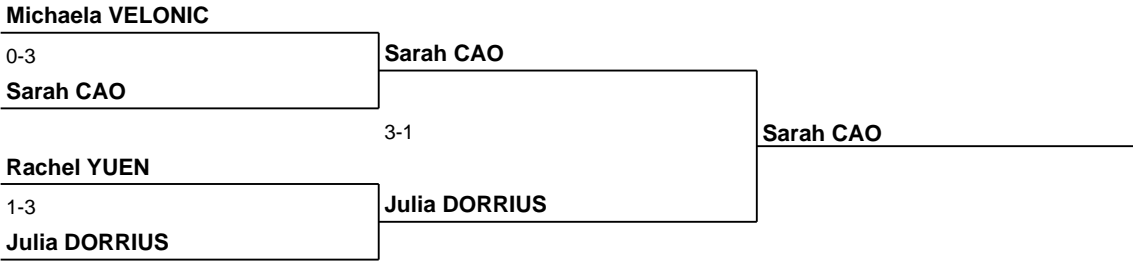 Michaela VELONIC
0-3
Sarah CAO
Sarah CAO
3-1
Sarah CAO
Rachel YUEN
1-3
Julia DORRIUS
Julia DORRIUS